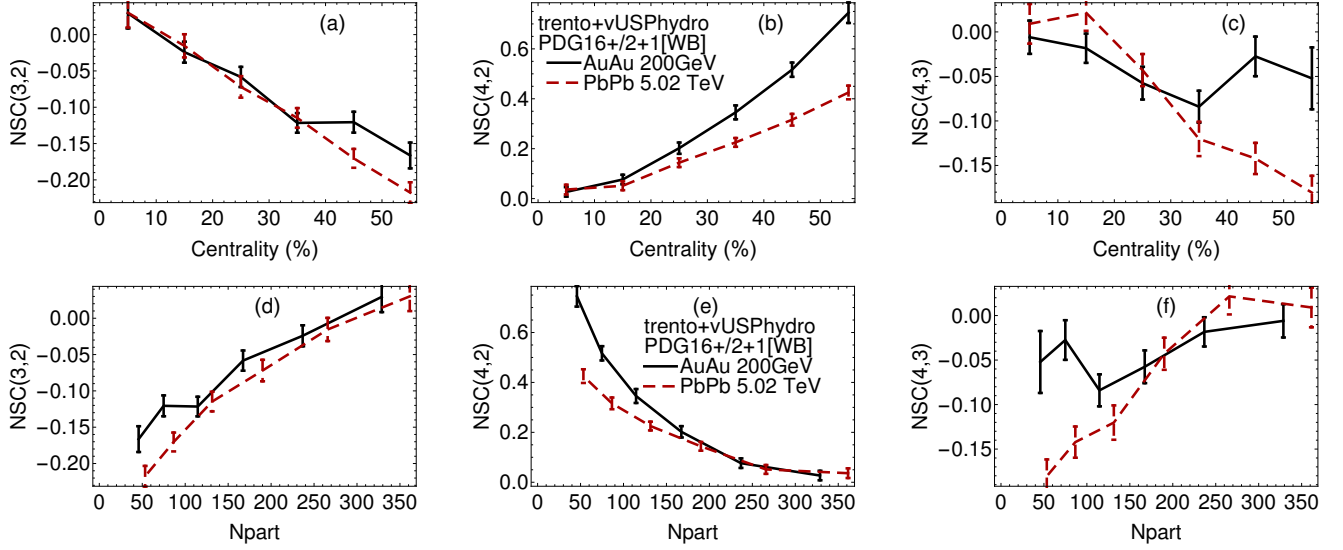 (a)
NSC(3,2)
0.00
−0.05
−0.10
−0.15
−0.20
0 10 20 30 40 50
Centrality (%)
(b)
trento+vUSPhydro
PDG16+/2+1[WB]
AuAu 200GeV
PbPb 5.02 TeV
NSC(4,2)
0.6
0.4
0.2
0.0
0 10 20 30 40 50
Centrality (%)
(c)
NSC(4,3)
0.00
−0.05
−0.10
−0.15
0 10 20 30 40 50
Centrality (%)
(d)
NSC(3,2)
0.00
−0.05
−0.10
−0.15
−0.20
0 50 100 150 200 250 300 350
Npart
(e)
trento+vUSPhydro
PDG16+/2+1[WB]
AuAu 200GeV
PbPb 5.02 TeV
NSC(4,2)
0.6
0.4
0.2
0.0
0 50 100 150 200 250 300 350
Npart
(f)
NSC(4,3)
0.00
−0.05
−0.10
−0.15
0 50 100 150 200 250 300 350
Npart